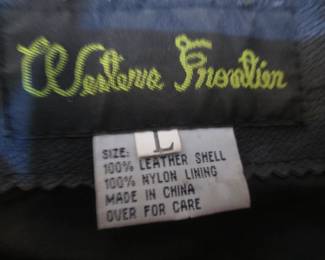 Western Frontier
SIZE: L
100% LEATHER SHELL
100% NYLON LINING
MADE IN CHINA
OVER FOR CARE